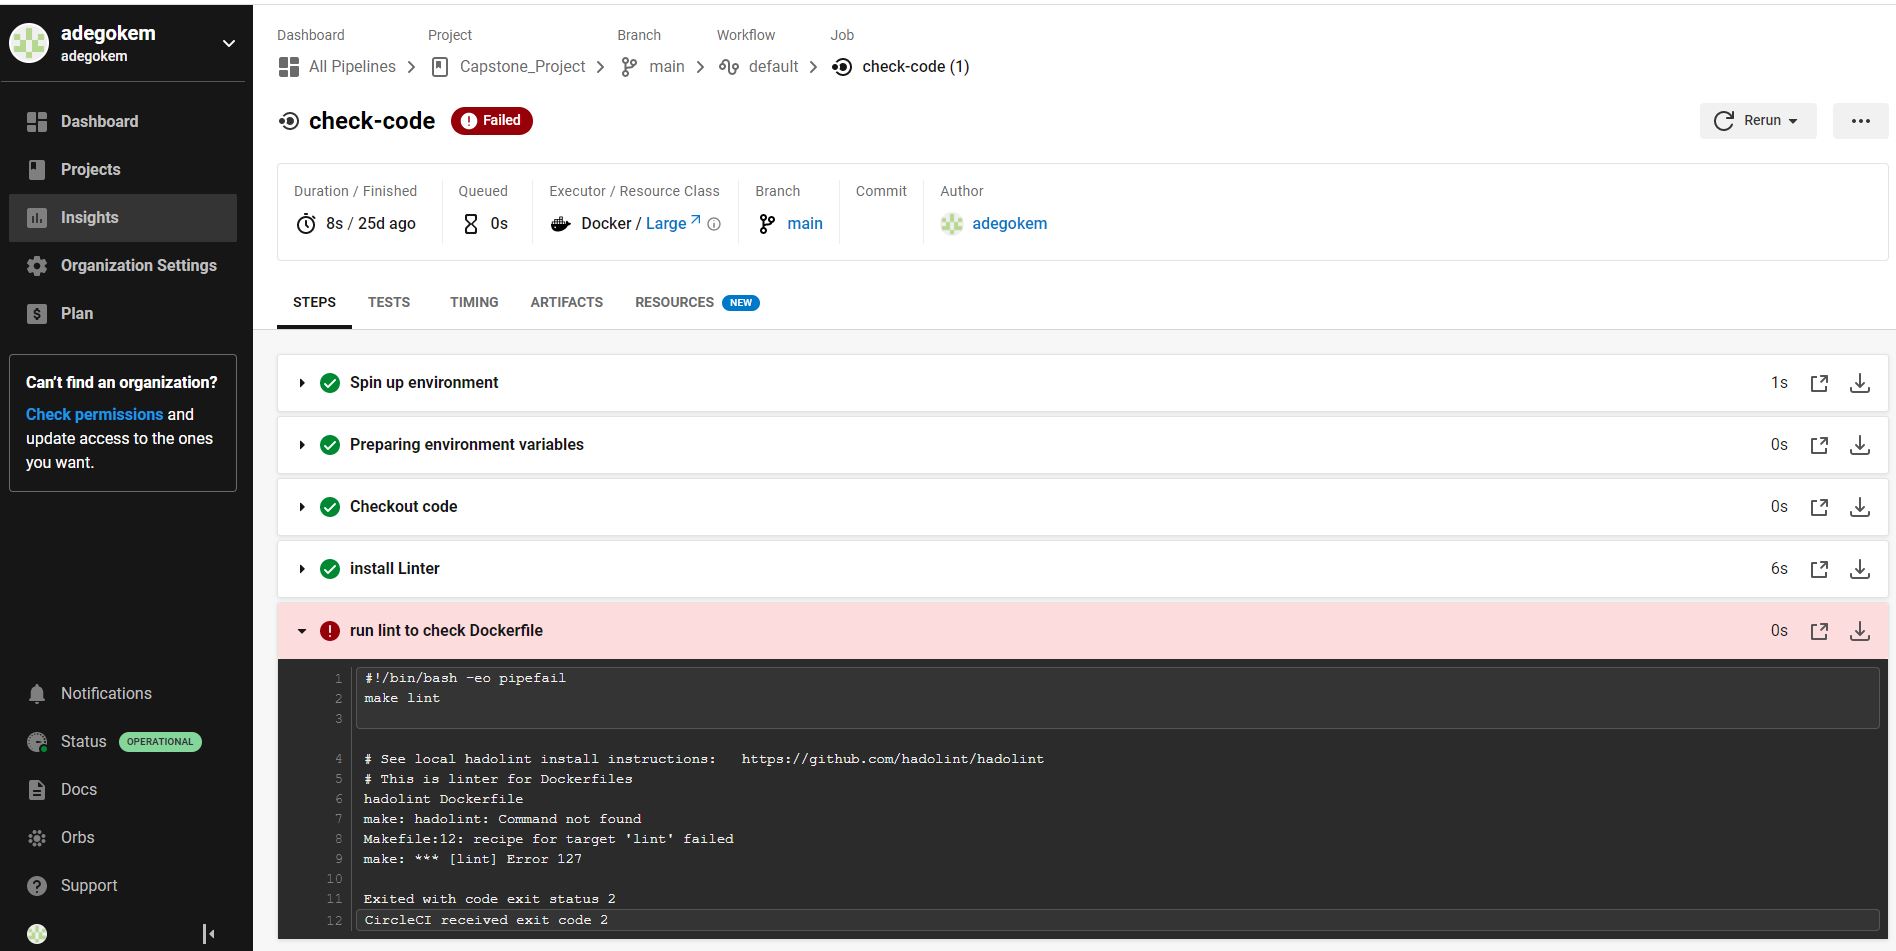 adegokem
adegokem
Dashboard
Projects
Insights
Organization Settings
Plan
Can't find an organization?
Check permissions and
update access to the ones
you want.
Notifications
Status OPERATIONAL
Docs
Orbs
Support
Dashboard Project Branch Workflow Job
All Pipelines Capstone_Project main default check-code (1)
check-code Failed
Rerun
Duration / Finished Queued Executor / Resource Class Branch Commit Author
8s / 25d ago 0s Docker / Large main adegokem
STEPS TESTS TIMING ARTIFACTS RESOURCES NEW
Spin up environment 1s
Preparing environment variables 0s
Checkout code 0s
install Linter 6s
run lint to check Dockerfile 0s
1 #!/bin/bash -eo pipefail
2 make lint
3
4 # See local hadolint install instructions:   https://github.com/hadolint/hadolint
5 # This is linter for Dockerfiles
6 hadolint Dockerfile
7 make: hadolint: Command not found
8 Makefile:12: recipe for target 'lint' failed
9 make: *** [lint] Error 127
10
11 Exited with code exit status 2
12 CircleCI received exit code 2